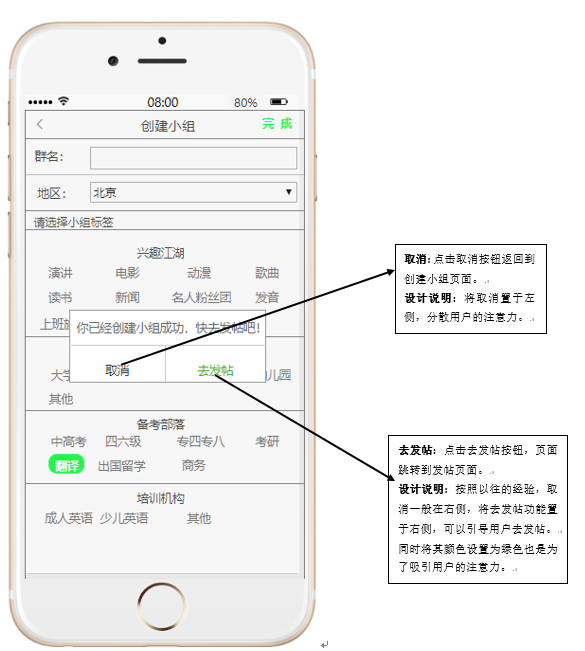 08:00
80%
创建小组
完 成
群名：
地区：
北京
请选择小组标签
兴趣江湖
演讲 电影 动漫 歌曲
读书 新闻 名人粉丝团 发音
你已经创建小组成功，快去发帖吧！
取消 去发帖
其他
备考部落
中高考 四六级 专四专八 考研
翻译 出国留学 商务
培训机构
成人英语 少儿英语 其他
取消:点击取消按钮返回到
创建小组页面。
设计说明：将取消置于左
侧，分散用户的注意力。
去发帖：点击去发帖按钮，页面
跳转到发帖页面。
设计说明：按照以往的经验，取
消一般在右侧，将去发帖功能置
于右侧，可以引导用户去发帖。
同时将其颜色设置为绿色也是为
了吸引用户的注意力。